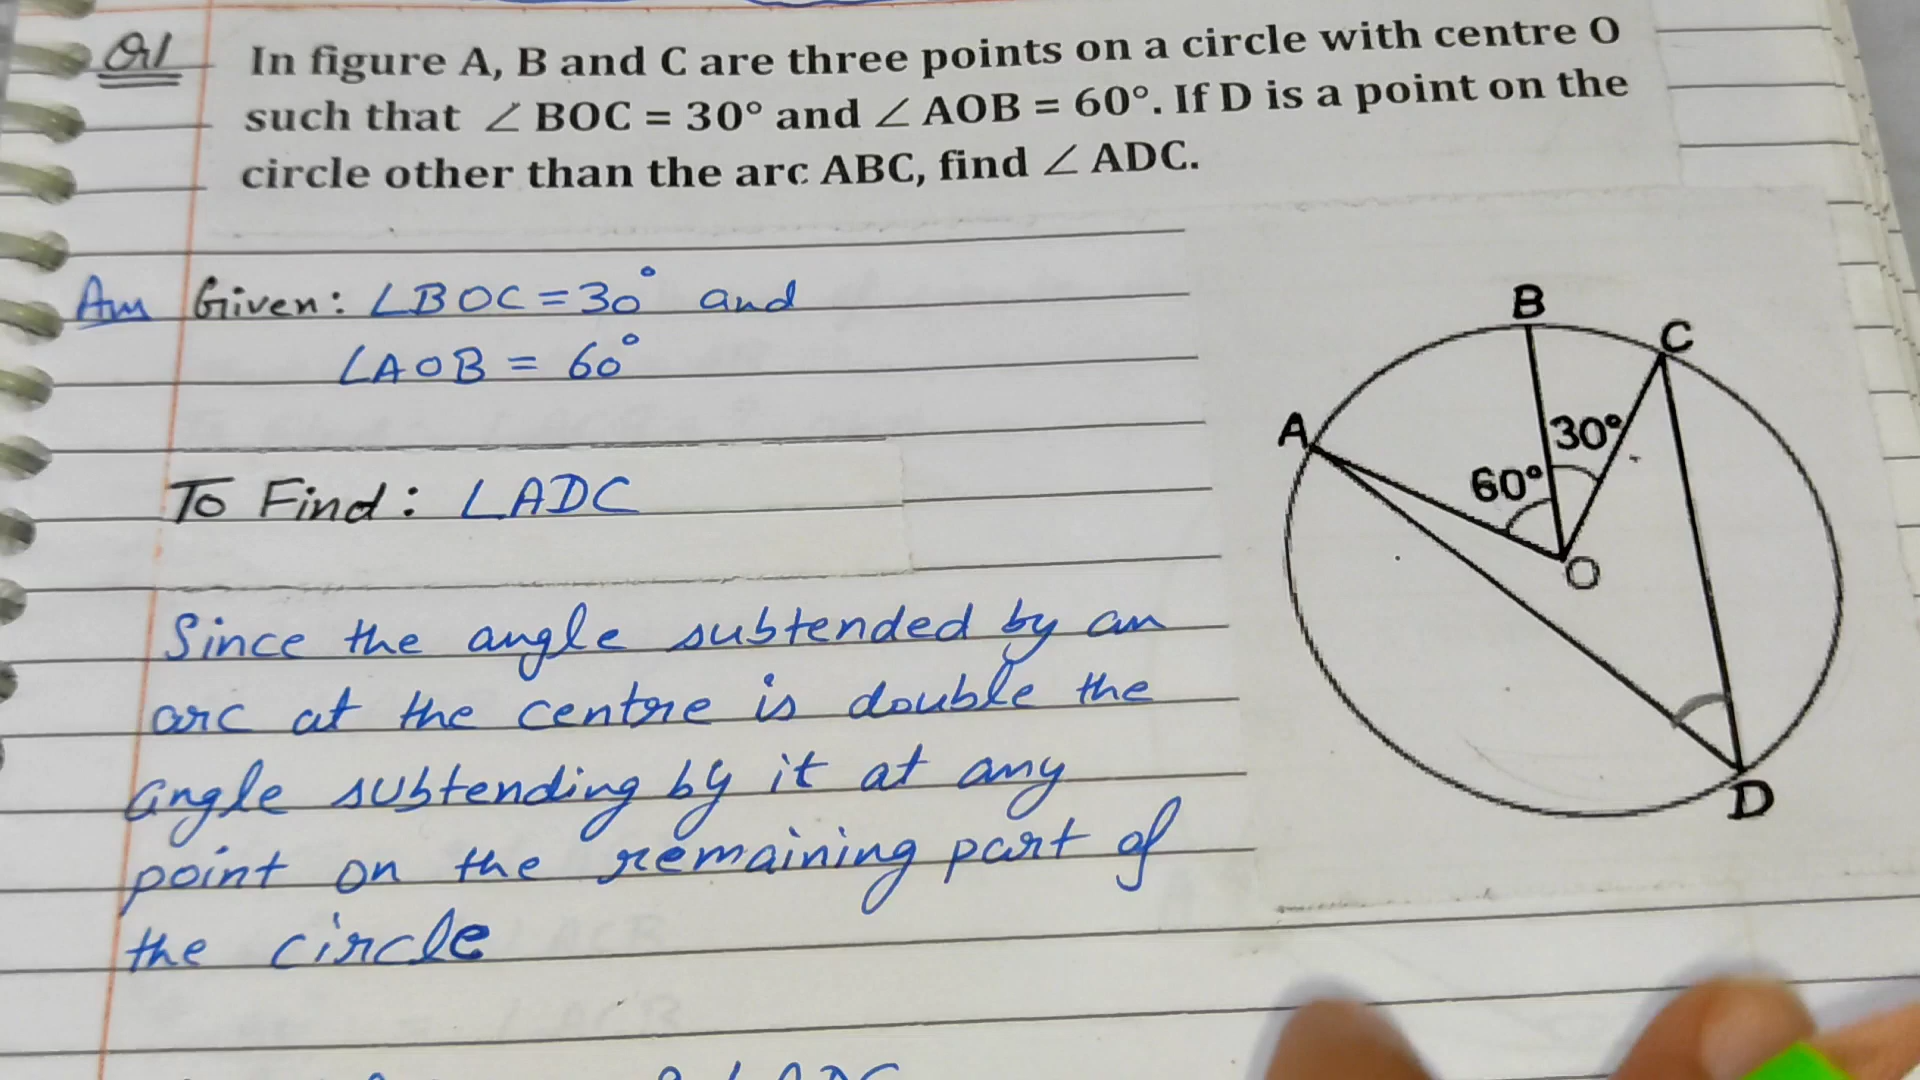 Q1 In figure A, B and C are three points on a circle with centre O
such that ∠ BOC = 30° and ∠ AOB = 60°. If D is a point on the
circle other than the arc ABC, find ∠ ADC.
Given: ∠BOC = 30° and
∠AOB = 60°
To Find: ∠ADC
Since the angle subtended by an
arc at the centre is double the
angle subtending by it at any
point on the remaining part of
the circle
B
C
A
30°
60°
O
D